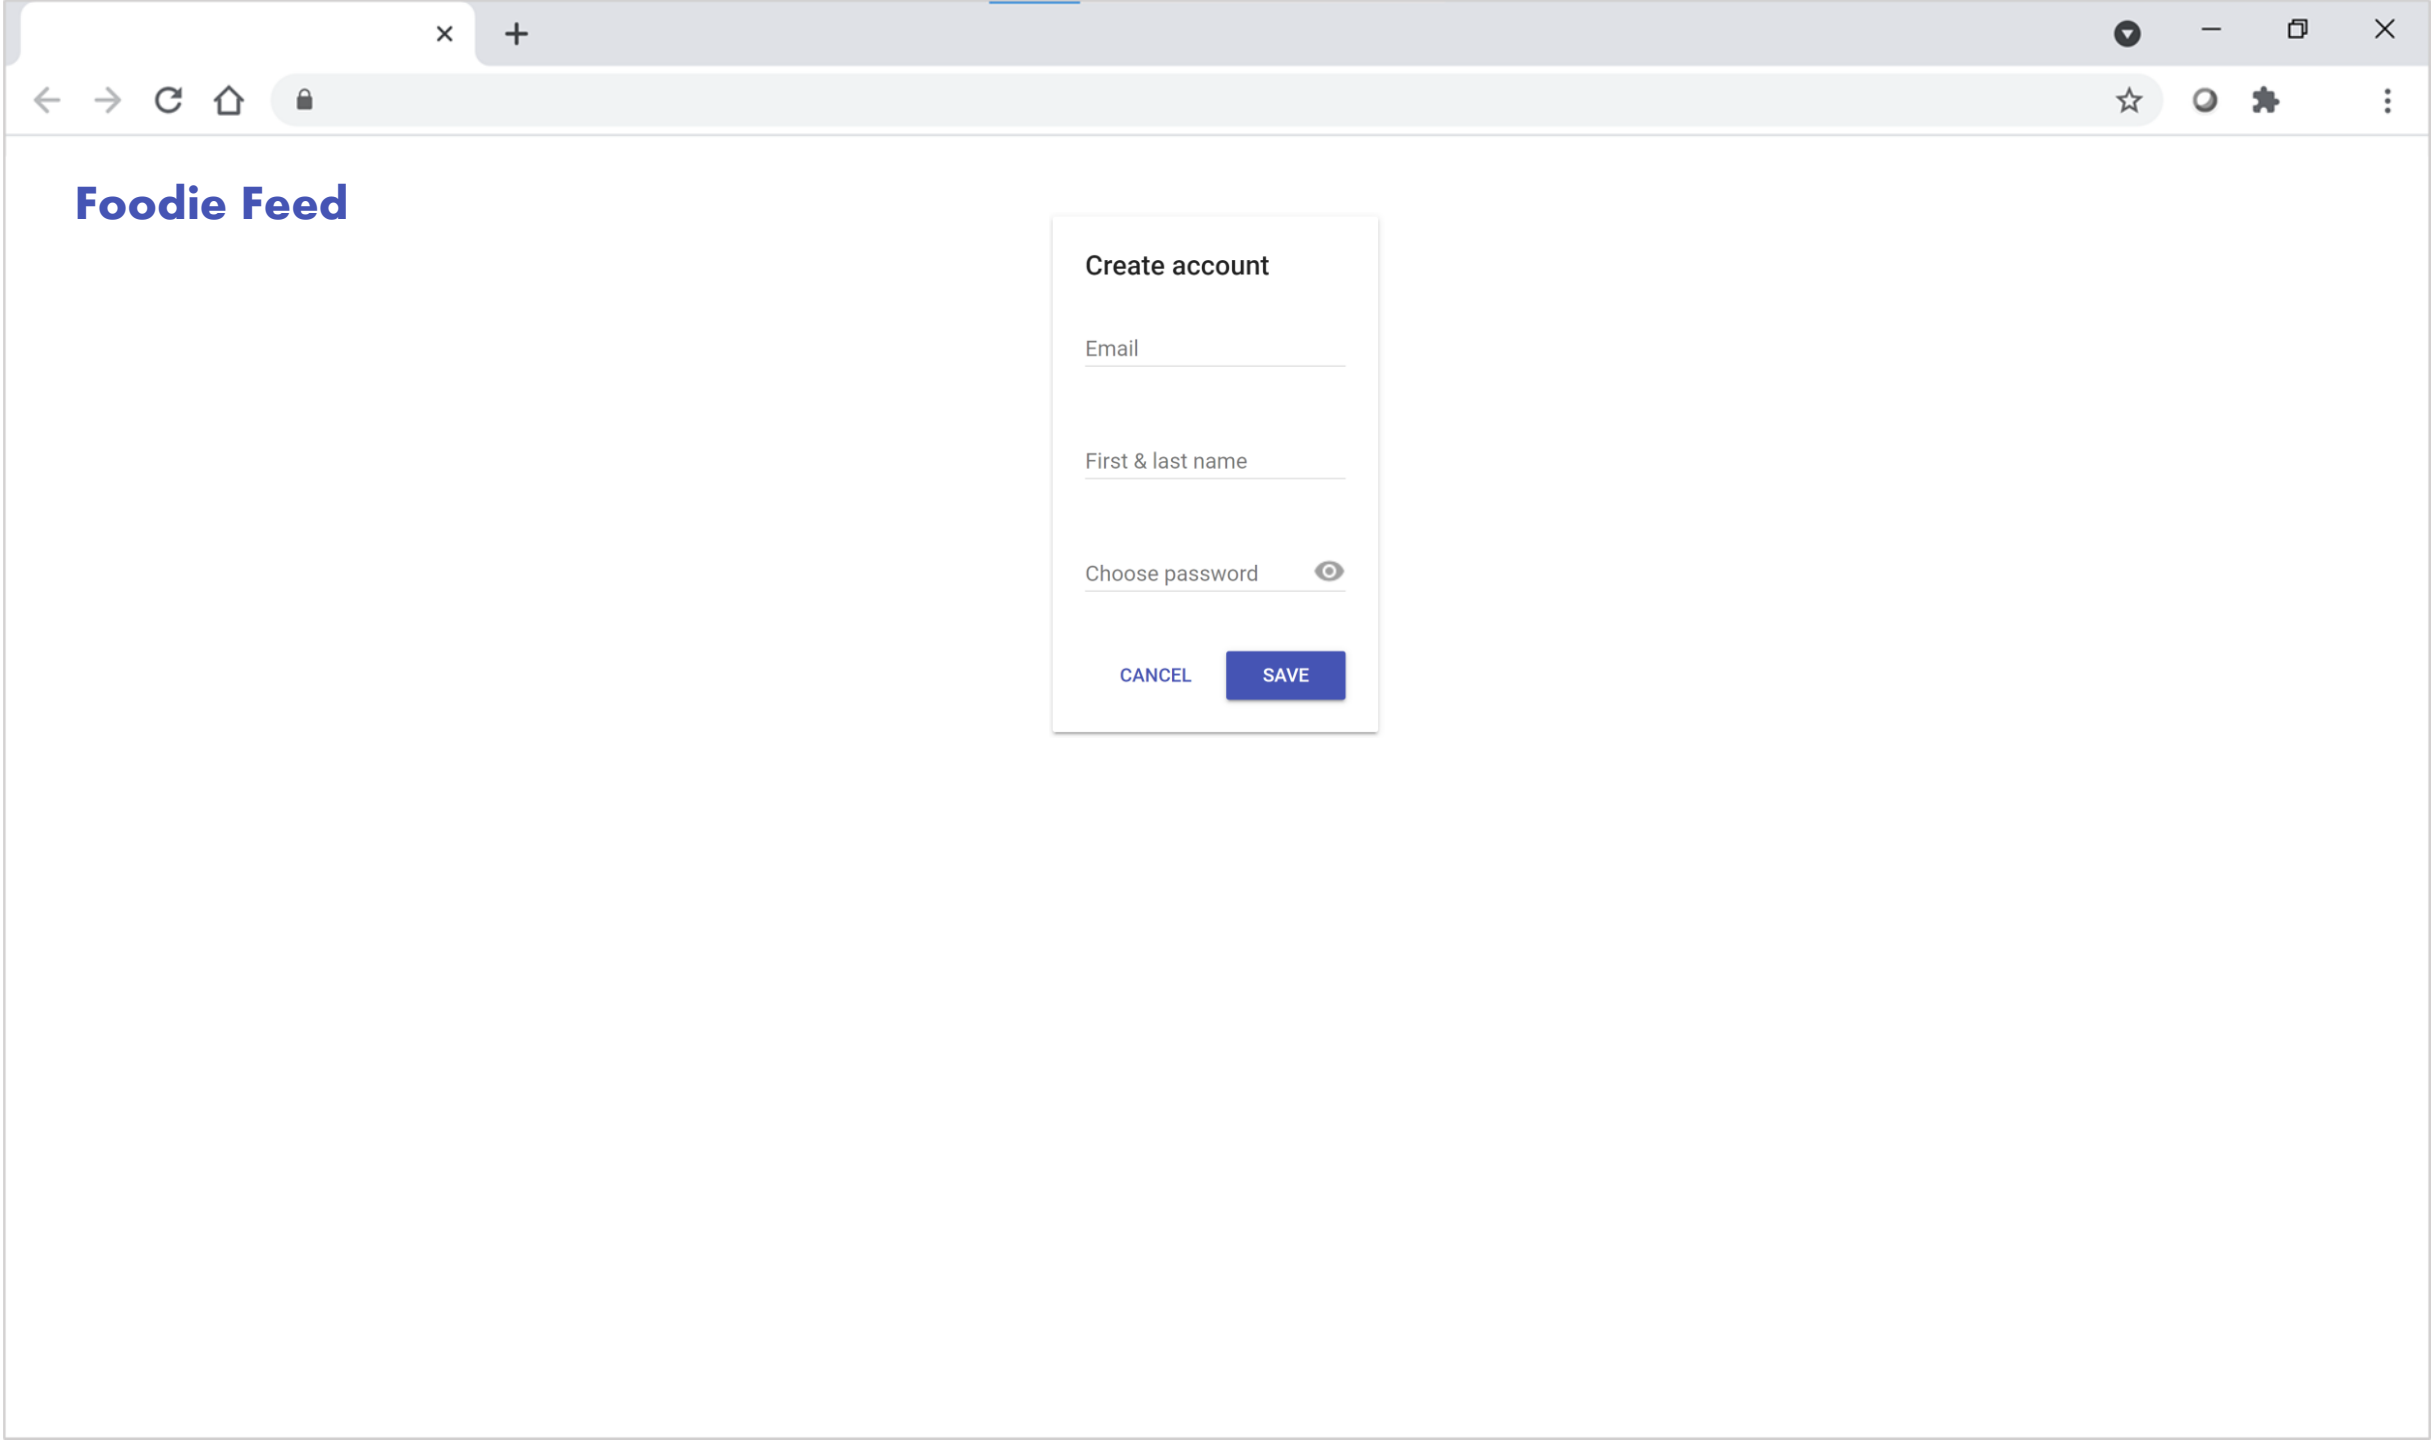 Foodie Feed
Create account
Email
First & last name
Choose password
CANCEL SAVE